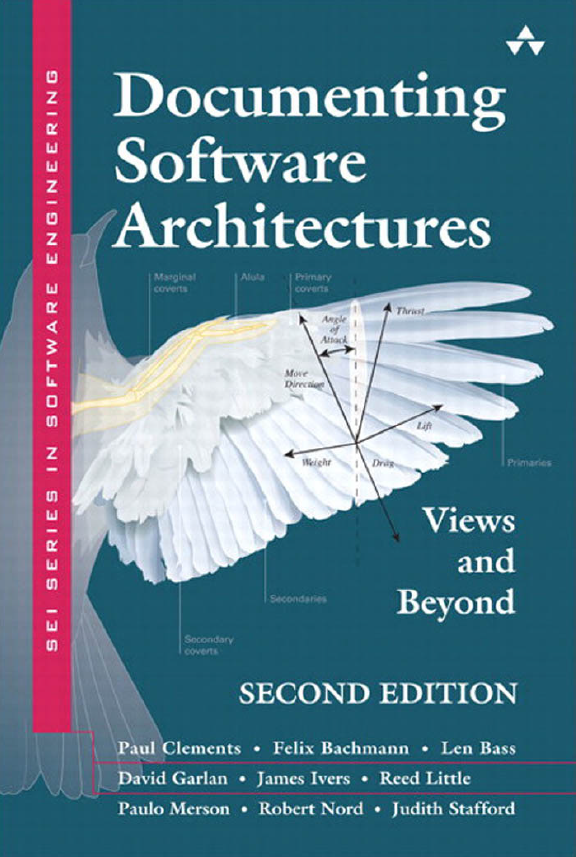 SEI SERIES IN SOFTWARE ENGINEERING
Documenting
Software
Architectures
Marginal
coverts
Alula
Primary
coverts
Angle
of
Attack
Thrust
Move
Direction
Lift
Weight
Drag
Primaries
Secondaries
Secondary
coverts
Views
and
Beyond
SECOND EDITION
Paul Clements • Felix Bachmann • Len Bass
David Garlan • James Ivers • Reed Little
Paulo Merson • Robert Nord • Judith Stafford